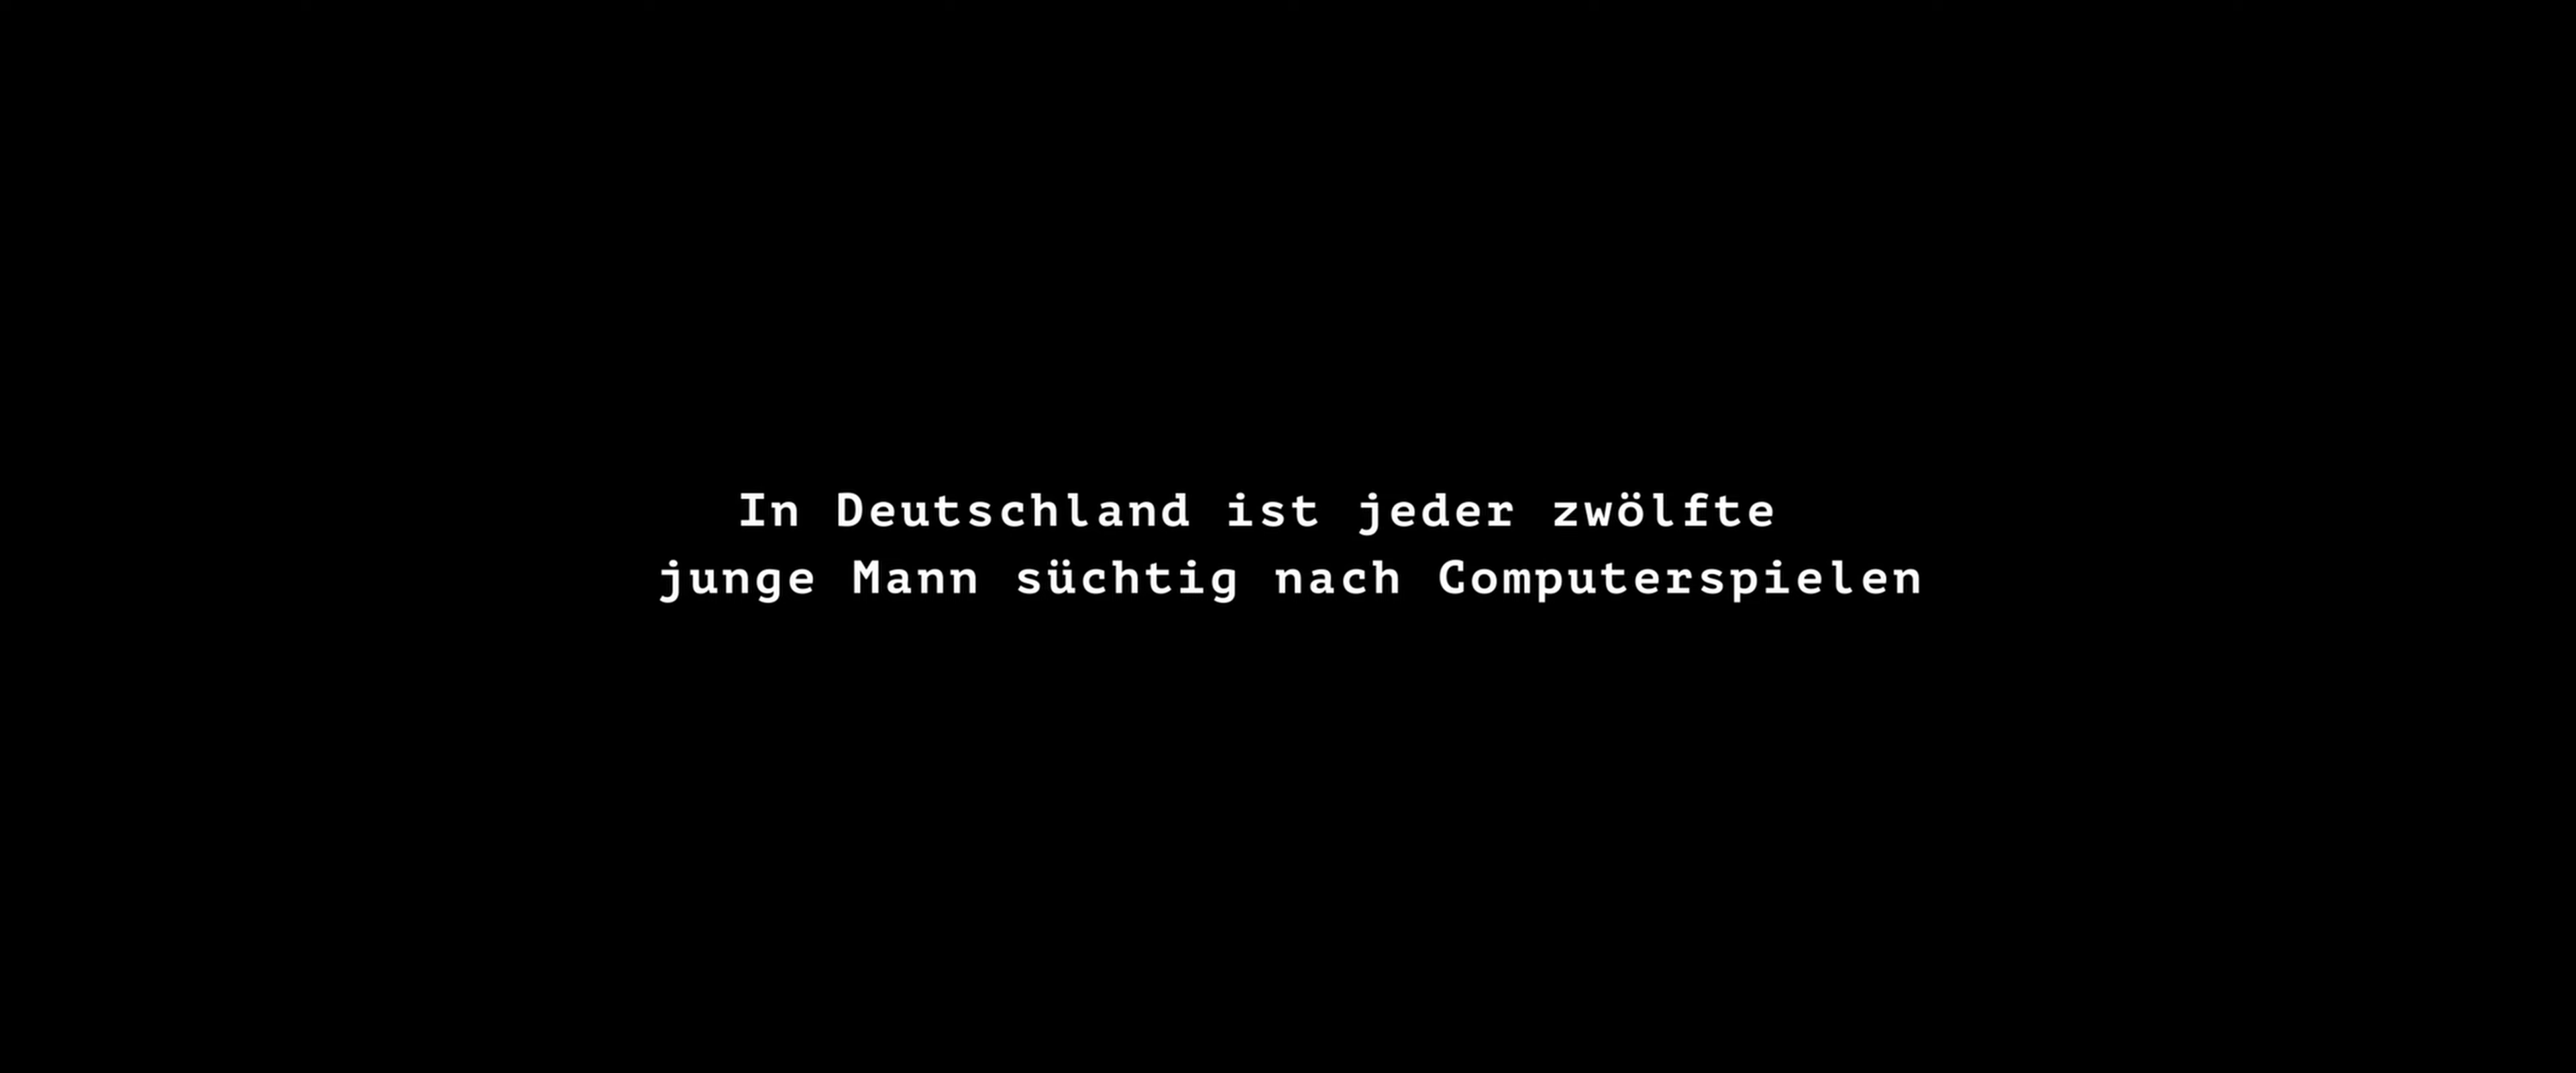 In Deutschland ist jeder zwölfte
junge Mann süchtig nach Computerspielen